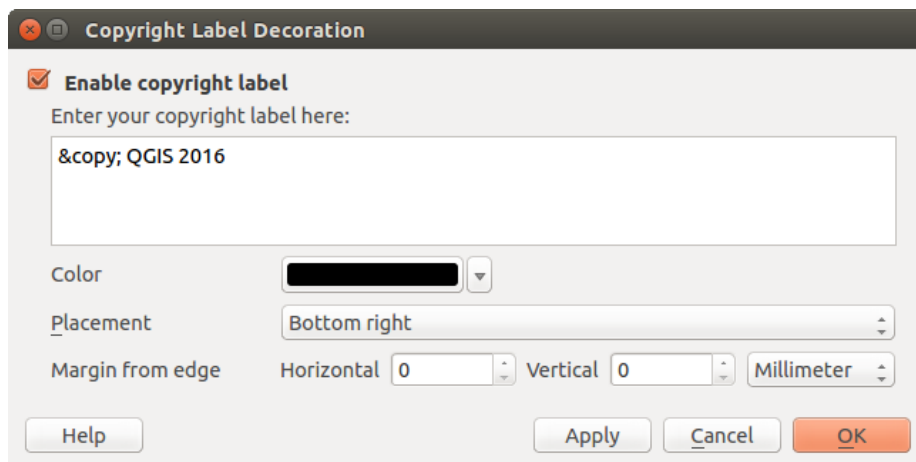 Copyright Label Decoration
Enable copyright label
Enter your copyright label here:
&copy; QGIS 2016
Color
Placement Bottom right
Margin from edge Horizontal 0 Vertical 0 Millimeter
Help Apply Cancel OK